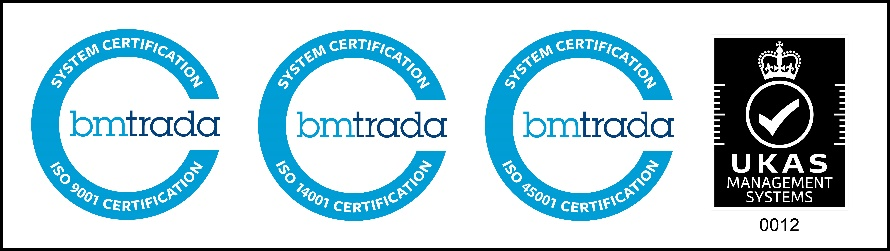 SYSTEM CERTIFICATION
bmtrada
ISO 9001 CERTIFICATION
SYSTEM CERTIFICATION
bmtrada
ISO 14001 CERTIFICATION
SYSTEM CERTIFICATION
bmtrada
ISO 45001 CERTIFICATION
UKAS
MANAGEMENT
SYSTEMS
0012